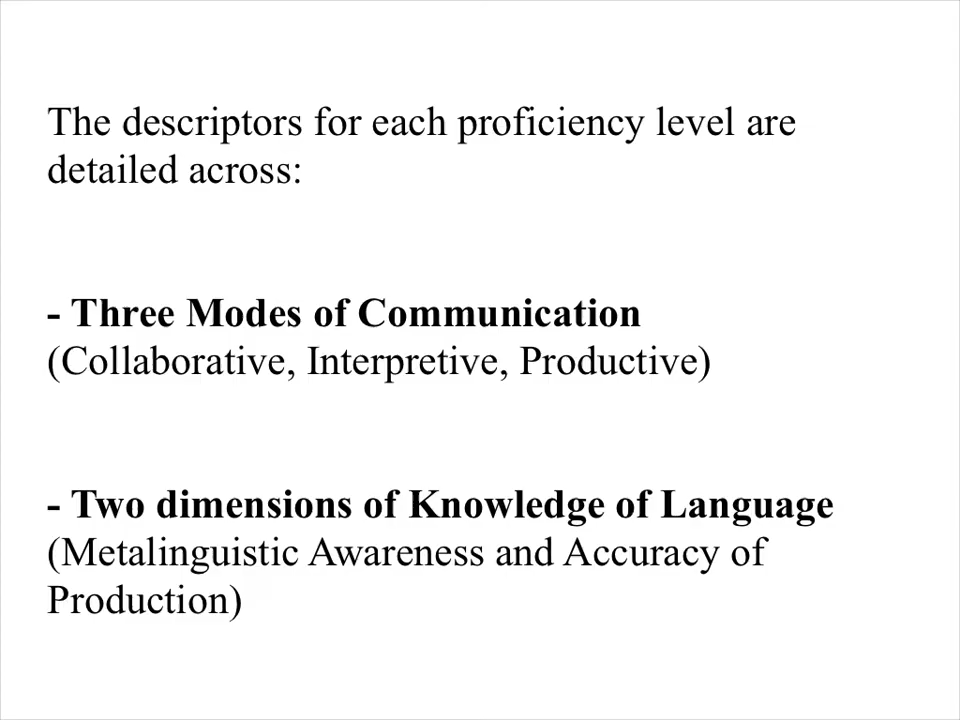 The descriptors for each proficiency level are
detailed across:
- Three Modes of Communication
(Collaborative, Interpretive, Productive)
- Two dimensions of Knowledge of Language
(Metalinguistic Awareness and Accuracy of
Production)